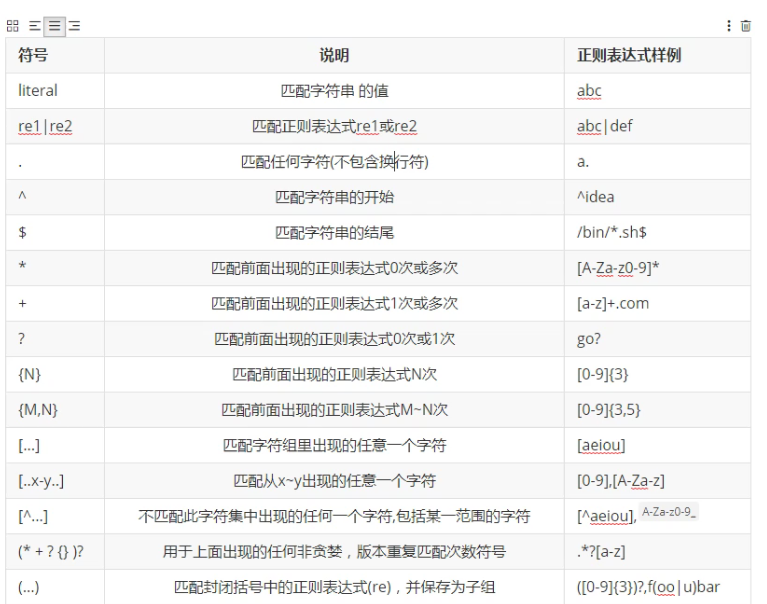 符号 说明 正则表达式样例
literal 匹配字符串 的值 abc
re1|re2 匹配正则表达式re1或re2 abc|def
. 匹配任何字符(不包含换行符) a.
^ 匹配字符串的开始 ^idea
$ 匹配字符串的结尾 /bin/*.sh$
* 匹配前面出现的正则表达式0次或多次 [A-Za-z0-9]*
+ 匹配前面出现的正则表达式1次或多次 [a-z]+.com
? 匹配前面出现的正则表达式0次或1次 go?
{N} 匹配前面出现的正则表达式N次 [0-9]{3}
{M,N} 匹配前面出现的正则表达式M~N次 [0-9]{3,5}
[...] 匹配字符组里出现的任意一个字符 [aeiou]
[..x-y..] 匹配从x~y出现的任意一个字符 [0-9],[A-Za-z]
[^...] 不匹配此字符集中出现的任何一个字符,包括某一范围的字符 [^aeiou], A-Za-z0-9_
(* + ? {} )? 用于上面出现的任何非贪婪，版本重复匹配次数符号 .*?[a-z]
(...) 匹配封闭括号中的正则表达式(re)，并保存为子组 ([0-9]{3})?,f(oo|u)bar